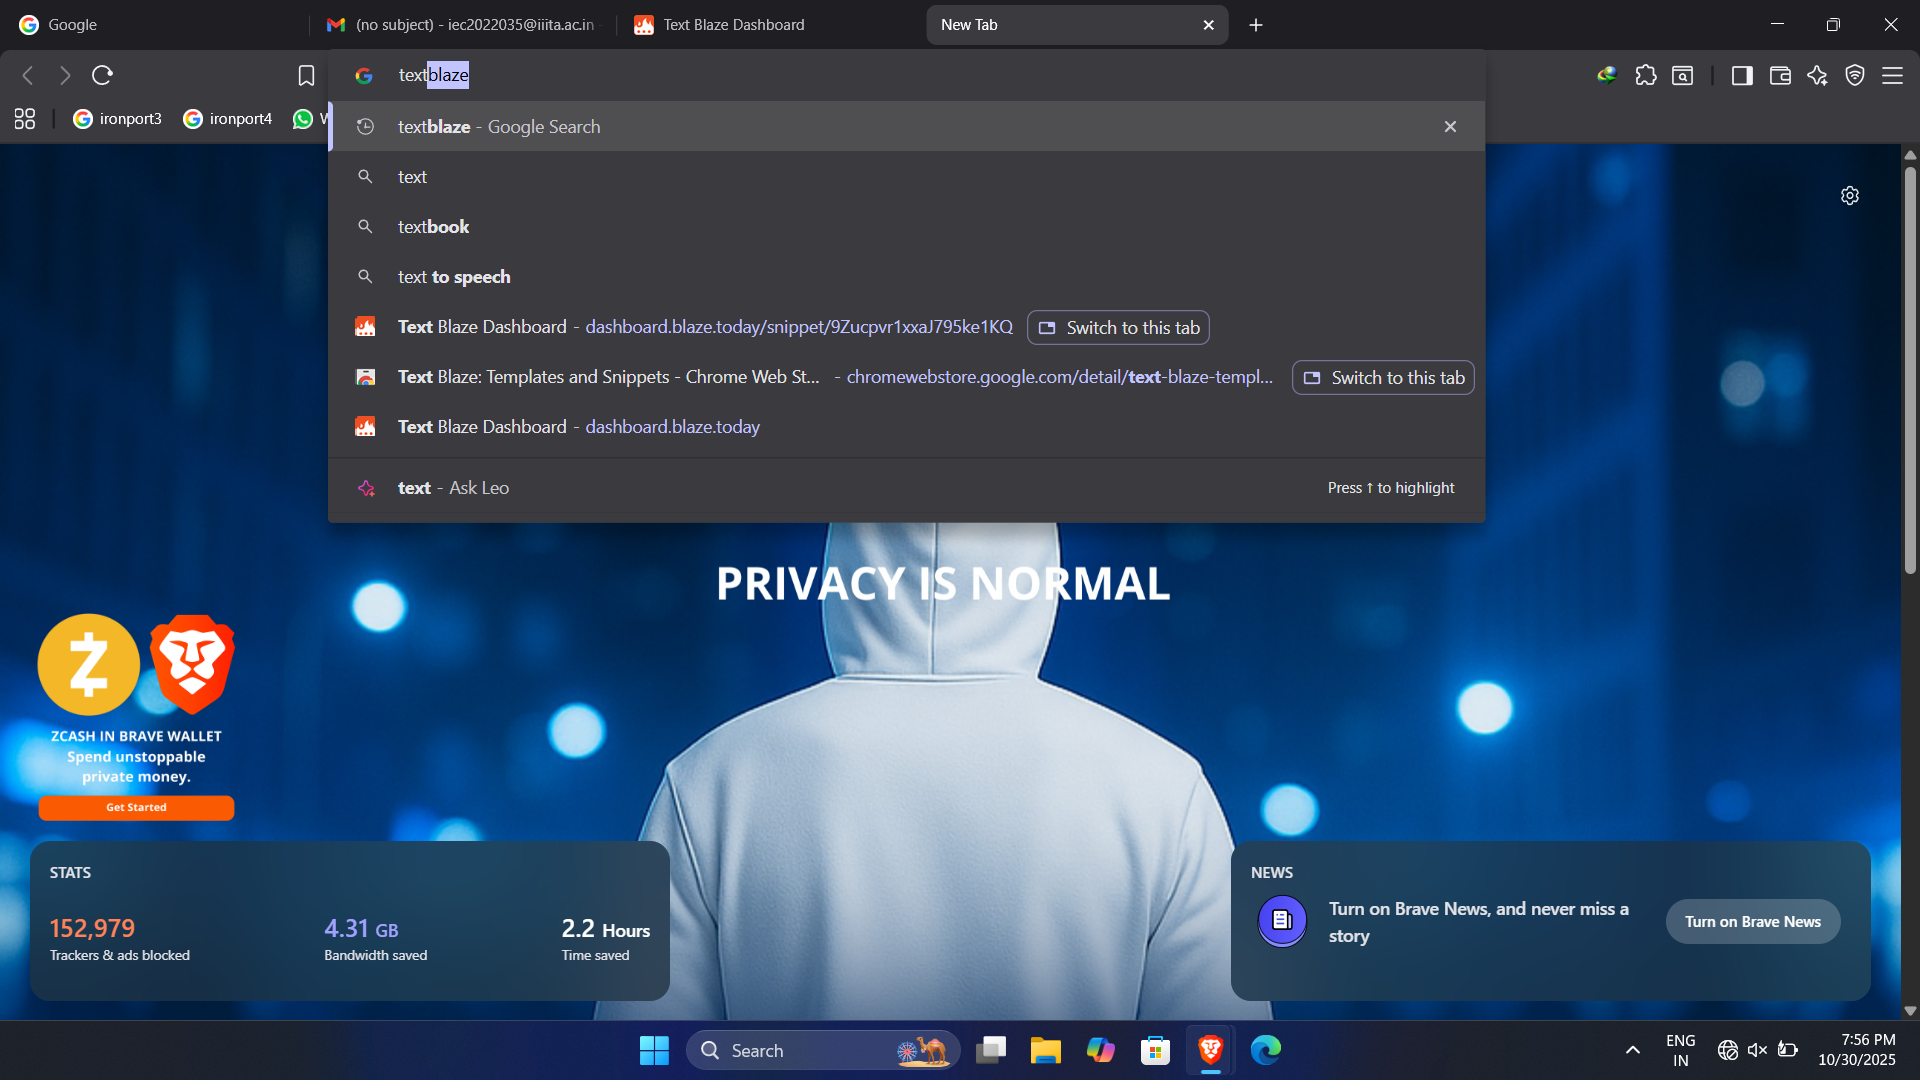 Google
(no subject) - iec2022035@iiita.ac.in -
Text Blaze Dashboard
New Tab
textblaze
ironport3
ironport4
W
textblaze - Google Search
text
textbook
text to speech
Text Blaze Dashboard - dashboard.blaze.today/snippet/9Zucpvr1xxaJ795ke1KQ
Switch to this tab
Text Blaze: Templates and Snippets - Chrome Web St... - chromewebstore.google.com/detail/text-blaze-templ...
Switch to this tab
Text Blaze Dashboard - dashboard.blaze.today
text - Ask Leo
Press ↑ to highlight
PRIVACY IS NORMAL
ZCASH IN BRAVE WALLET
Spend unstoppable
private money.
Get Started
STATS
152,979
Trackers & ads blocked
4.31 GB
Bandwidth saved
2.2 Hours
Time saved
NEWS
Turn on Brave News, and never miss a
story
Turn on Brave News
Search
ENG
IN
7:56 PM
10/30/2025